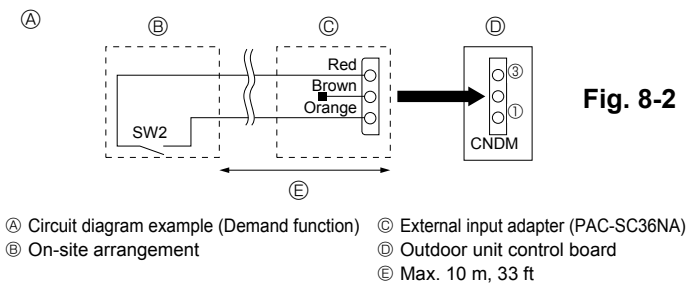 Ⓐ
Ⓑ
Ⓒ
Ⓓ
Red
Brown
Orange
SW2
③
①
CNDM
Fig. 8-2
Ⓔ
Ⓐ Circuit diagram example (Demand function)
Ⓑ On-site arrangement
Ⓒ External input adapter (PAC-SC36NA)
Ⓓ Outdoor unit control board
Ⓔ Max. 10 m, 33 ft